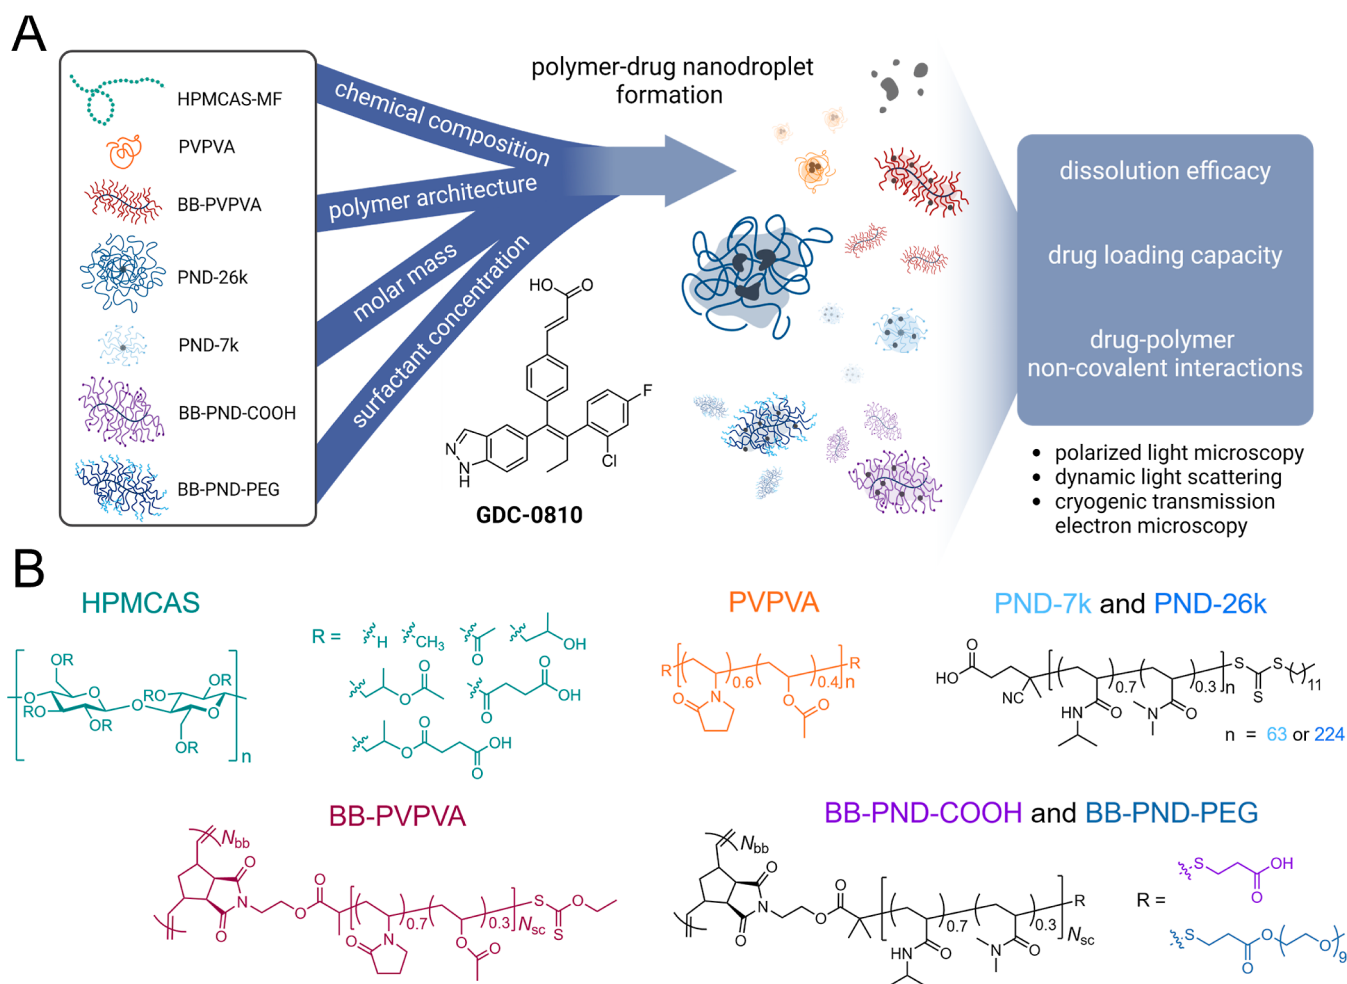 A
HPMCAS-MF
PVPVA
BB-PVPVA
PND-26k
PND-7k
BB-PND-COOH
BB-PND-PEG
chemical composition
polymer architecture
molar mass
surfactant concentration
polymer-drug nanodroplet
formation
HO
O
F
Cl
N
N
H
GDC-0810
dissolution efficacy
drug loading capacity
drug-polymer
non-covalent interactions
• polarized light microscopy
• dynamic light scattering
• cryogenic transmission
electron microscopy
B
HPMCAS
OR
O
O
RO
OR
O
RO
OR
O
OR
n
R =
H
CH3
O
OH
O
O
O
O
OH
O
O
O
OH
O
PVPVA
R
0.6
0.4
n
R
N
O
O
O
PND-7k and PND-26k
HO
O
NC
0.7
0.3
n
S
S
S
11
HN
O
N
O
n = 63 or 224
BB-PVPVA
Nbb
O
N
O
O
O
0.7
0.3
Nsc
S
O
S
O
N
O
O
BB-PND-COOH and BB-PND-PEG
Nbb
O
N
O
O
O
0.7
0.3
Nsc
R
HN
O
N
O
R =
S
OH
O
S
O
O
O
9